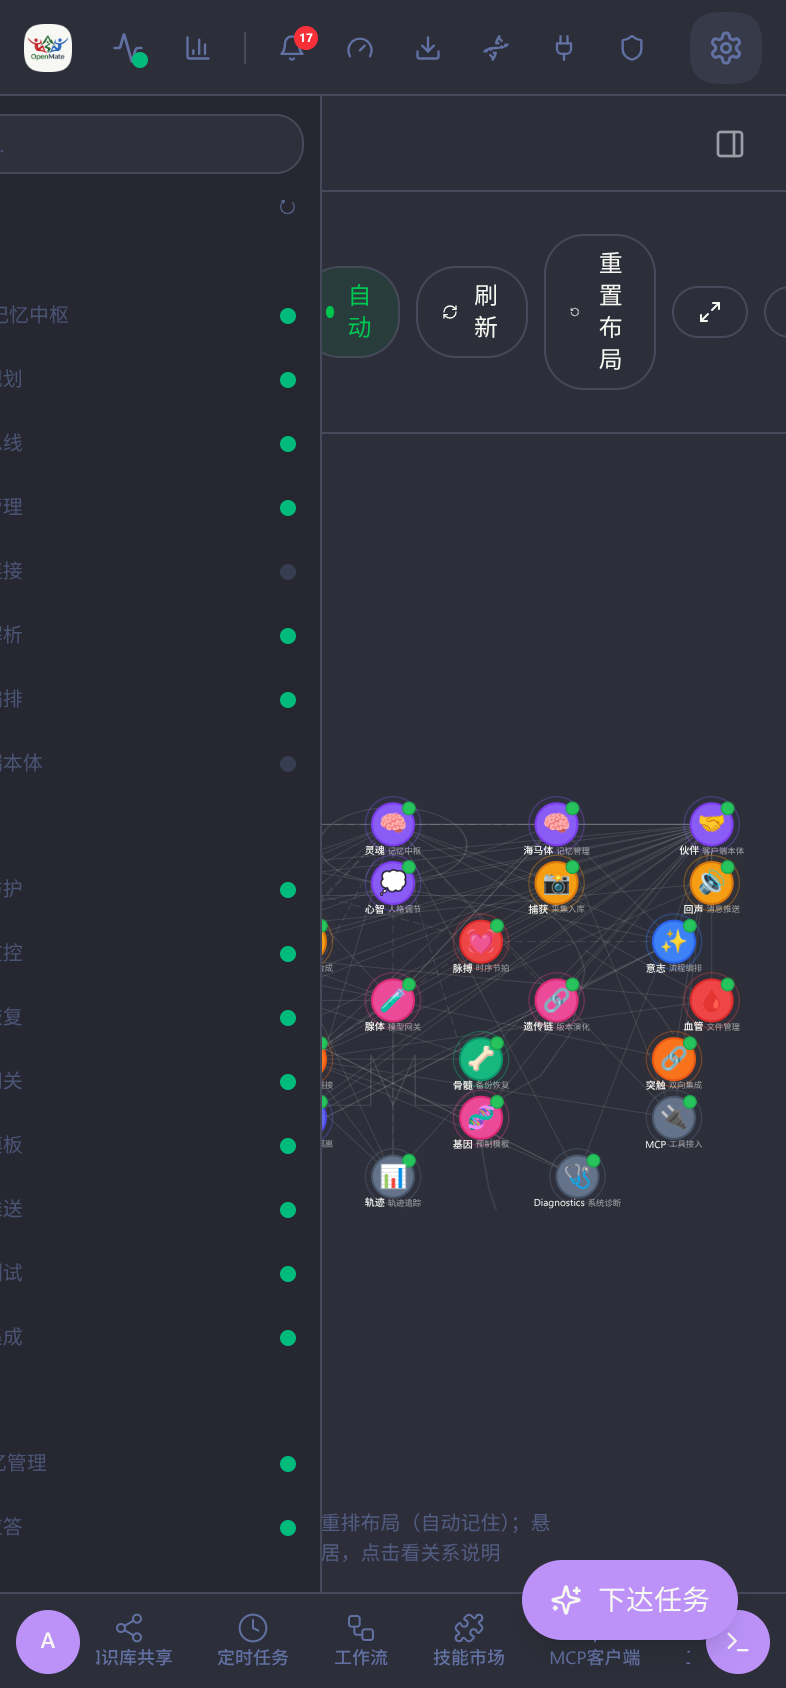 OpenMate
17
自动
刷新
重置布局
记忆中枢
划
线
理
接
析
排
本体
护
控
复
关
板
送
试
成
忆管理
答
灵魂 记忆中枢
海马体 记忆管理
伙伴 客户端本体
心智 人格调节
捕获 采集入库
回声 消息推送
成
脉搏 时序节拍
意志 流程编排
腺体 模型网关
遗传链 版本演化
血管 文件管理
接
骨髓 备份恢复
突触 双向集成
离
基因 预制模板
MCP 工具接入
轨迹 轨迹追踪
Diagnostics 系统诊断
重排布局（自动记住）；悬
居，点击看关系说明
下达任务
A
识库共享
定时任务
工作流
技能市场
MCP客户端